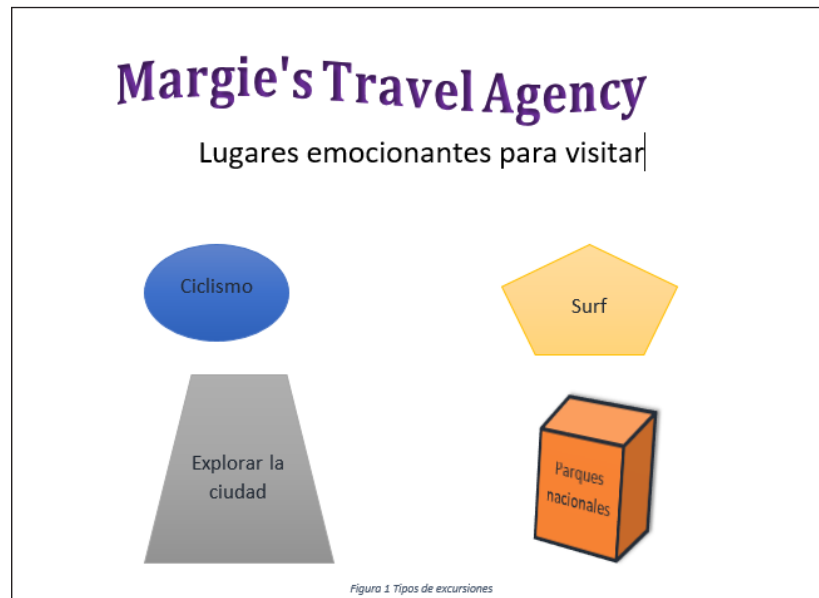 Margie's Travel Agency
Lugares emocionantes para visitar
Ciclismo
Surf
Explorar la
ciudad
Parques
nacionales
Figura 1 Tipos de excursiones